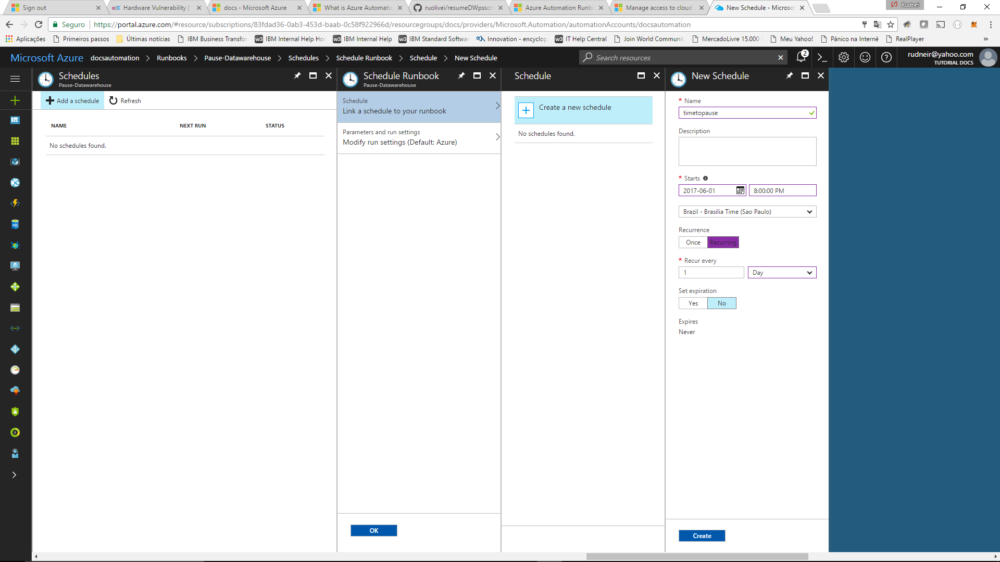 Sign out
Hardware Vulnerability |
docs - Microsoft Azure
What is Azure Automatic
ruolivei/resumeDWpsscri
Azure Automation Runb
Manage access to cloud
New Schedule - Microsof
Rudnei
Seguro
https://portal.azure.com/#resource/subscriptions/83fdad36-0ab3-453d-baab-0c58f922966d/resourcegroups/docs/providers/Microsoft.Automation/automationAccounts/docsautomation
Aplicações
Primeiros passos
Últimas notícias
IBM Business Transfor
IBM Internal Help Hor
IBM Internal Help
IBM Standard Softwar
Innovation - encyclop
IT Help Central
Join World Communit
MercadoLivre 15.000
Meu Yahoo!
Pânico na Internê
RealPlayer
»
Microsoft Azure
docsautomation > Runbooks > Pause-Datawarehouse > Schedules > Schedule Runbook > Schedule > New Schedule
Search resources
2
rudneir@yahoo.com
TUTORIAL DOCS
Schedules
Pause-Datawarehouse
Add a schedule
Refresh
NAME
NEXT RUN
STATUS
No schedules found.
Schedule Runbook
Pause-Datawarehouse
Schedule
Link a schedule to your runbook
Parameters and run settings
Modify run settings (Default: Azure)
OK
Schedule
Create a new schedule
No schedules found.
New Schedule
* Name
timetopause
Description
* Starts
2017-06-01
8:00:00 PM
Brazil - Brasilia Time (Sao Paulo)
Recurrence
Once
Recurring
* Recur every
1
Day
Set expiration
Yes
No
Expires
Never
Create